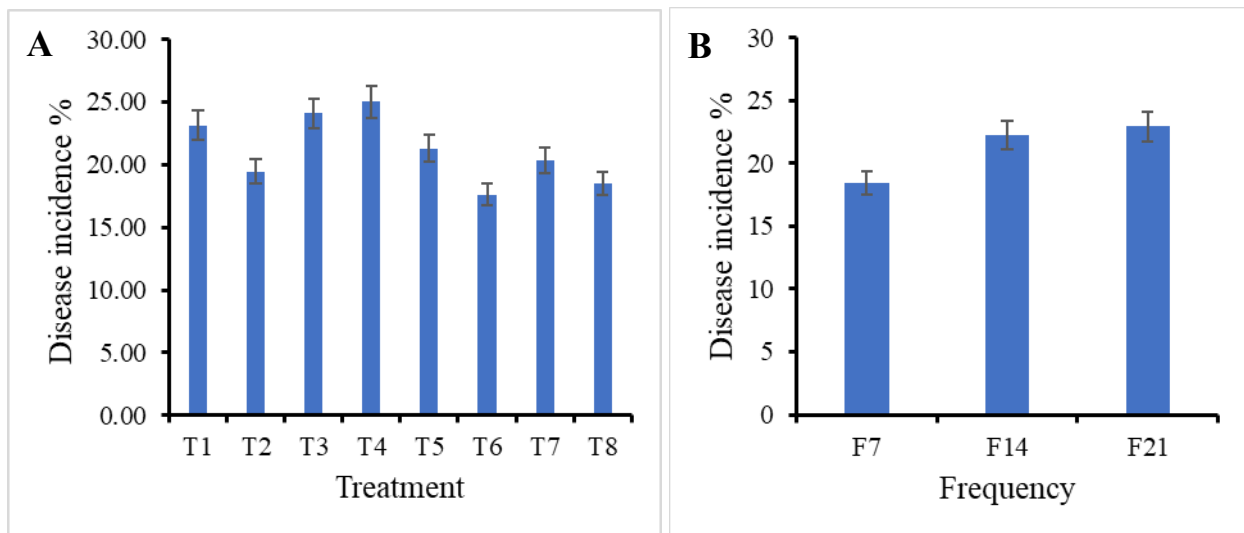 A
Disease incidence %
30.00
25.00
20.00
15.00
10.00
5.00
0.00
T1 T2 T3 T4 T5 T6 T7 T8
Treatment
B
Disease incidence %
30
25
20
15
10
5
0
F7 F14 F21
Frequency